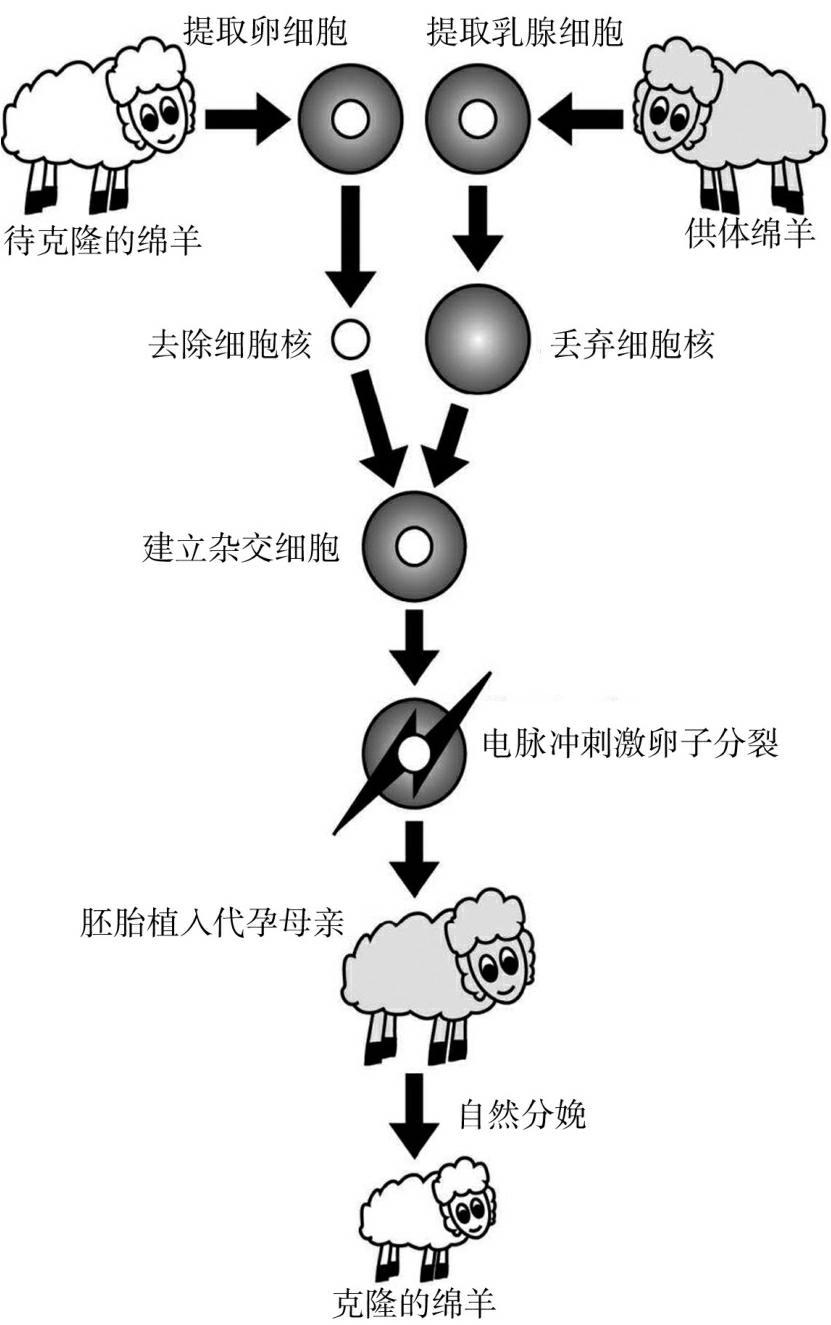 提取卵细胞
提取乳腺细胞
待克隆的绵羊
供体绵羊
去除细胞核
丢弃细胞核
建立杂交细胞
电脉冲刺激卵子分裂
胚胎植入代孕母亲
自然分娩
克隆的绵羊